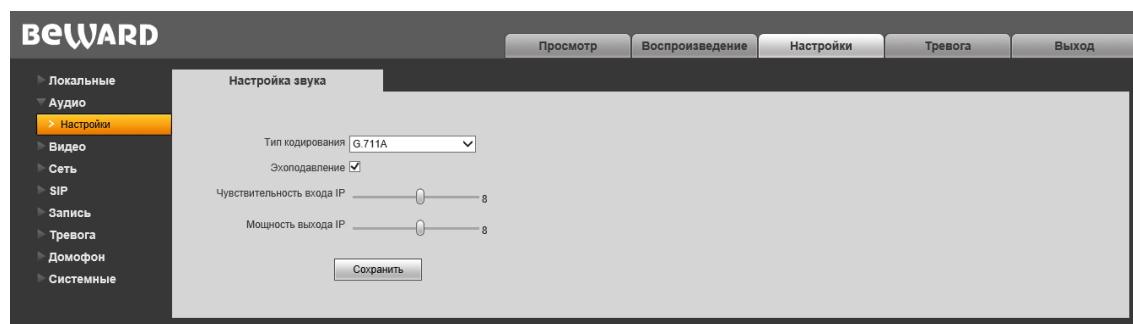 BEWARD
Просмотр Воспроизведение Настройки Тревога Выход
Локальные
Аудио
> Настройки
Видео
Сеть
SIP
Запись
Тревога
Домофон
Системные
Настройка звука
Тип кодирования G.711A
Эхоподавление
Чувствительность входа IP 8
Мощность выхода IP 8
Сохранить